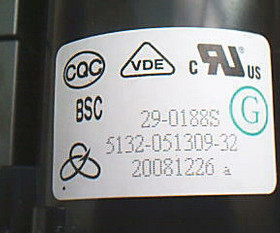 CQC VDE c RU us
BSC G
29-0188S
5132-051309-32
20081226 a